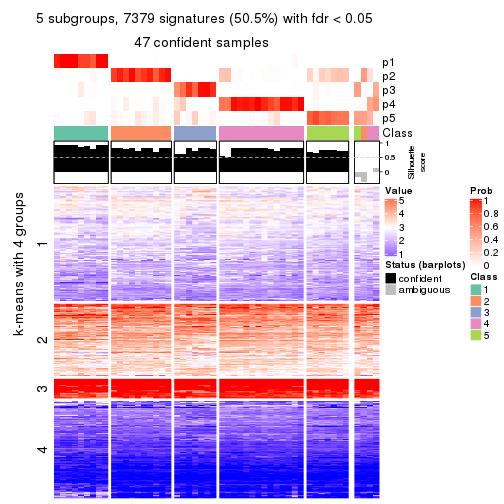 5 subgroups, 7379 signatures (50.5%) with fdr < 0.05
47 confident samples
p1
p2
p3
p4
p5
Class
1
0.5
0
Silhouette
score
k-means with 4 groups
1
2
3
4
Value
5
4
3
2
1
Status (barplots)
confident
ambiguous
Prob
1
0.8
0.6
0.4
0.2
0
Class
1
2
3
4
5